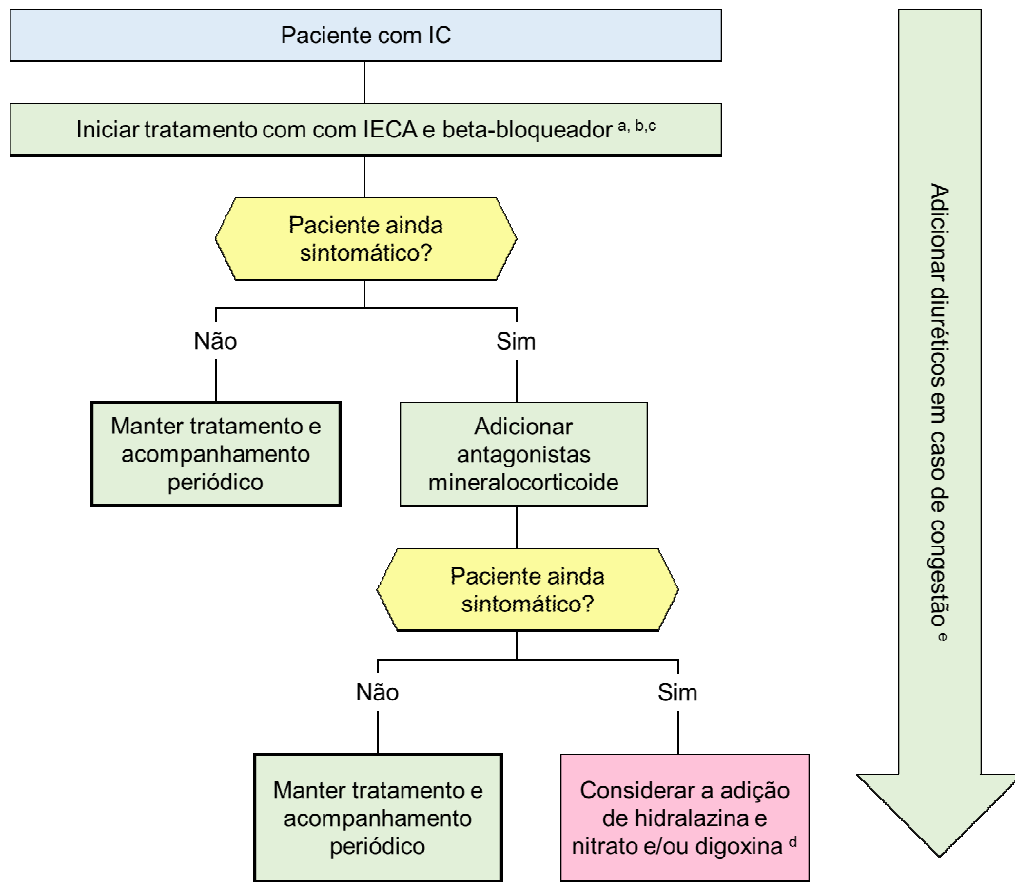 Paciente com IC
Iniciar tratamento com com IECA e beta-bloqueador a, b,c
Paciente ainda
sintomático?
Não
Sim
Manter tratamento e
acompanhamento
periódico
Adicionar
antagonistas
mineralocorticoide
Paciente ainda
sintomático?
Não
Sim
Manter tratamento e
acompanhamento
periódico
Considerar a adição
de hidralazina e
nitrato e/ou digoxina d
Adicionar diuréticos em caso de congestão e